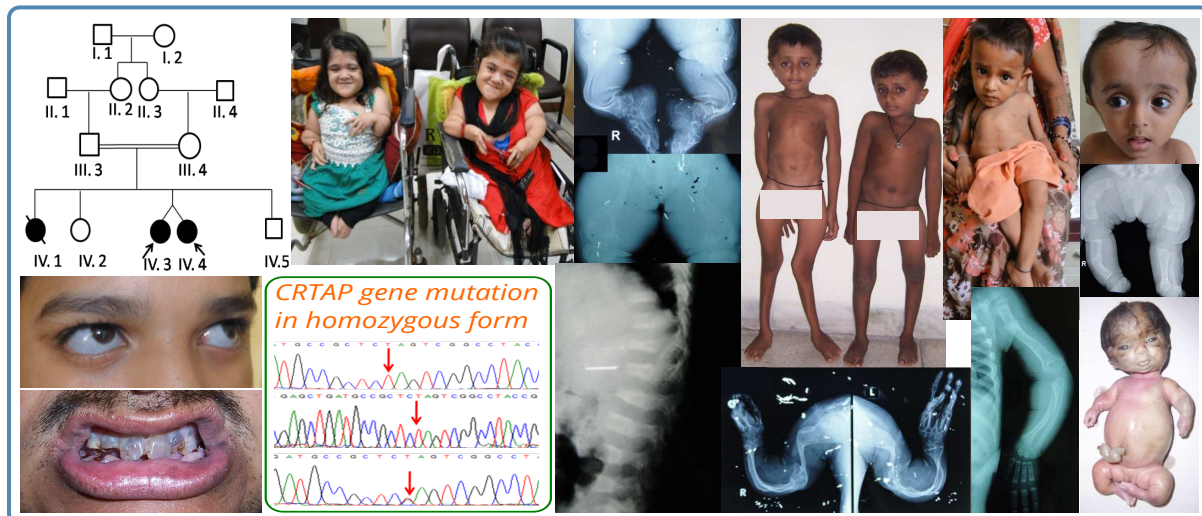 I. 1
I. 2
II. 1
II. 2
II. 3
II. 4
III. 3
III. 4
IV. 1
IV. 2
IV. 3
IV. 4
IV. 5
R
CRTAP gene mutation
in homozygous form
T G C C G C T C T A G T C G G C C T A C
G A G C T G A T G C C G C T C T A G T C G G C C T A C C G
G A T G C C G C T C T A G T C G G C C T
R
L
R